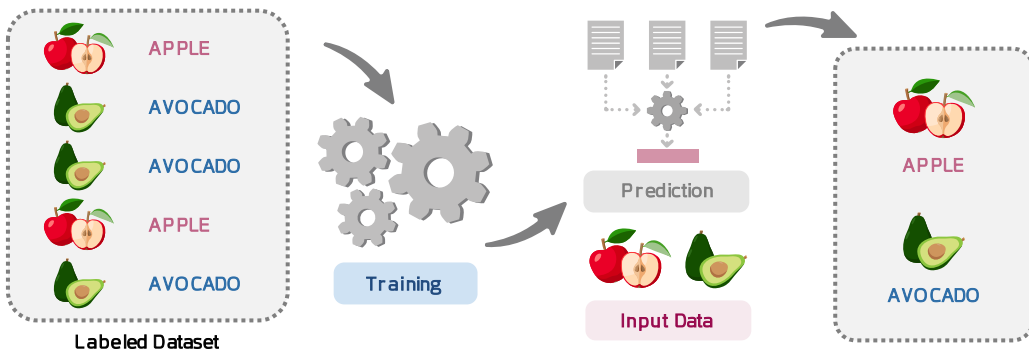 APPLE
AVOCADO
AVOCADO
APPLE
AVOCADO
Labeled Dataset
Training
Prediction
Input Data
APPLE
AVOCADO